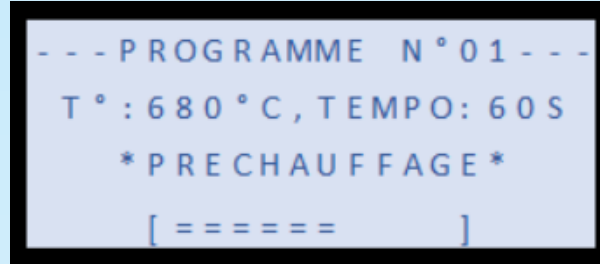 ---PROGRAMME N°01---
T°:680°C,TEMPO:60S
*PRECHAUFFAGE*
[======    ]